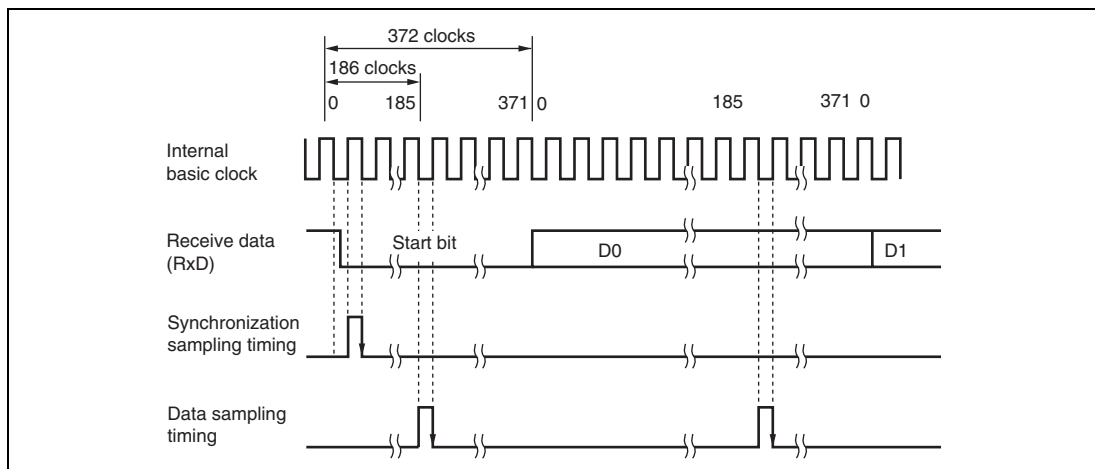 372 clocks
186 clocks
0 185 371 0 185 371 0
Internal
basic clock
Receive data
(RxD)
Start bit D0 D1
Synchronization
sampling timing
Data sampling
timing